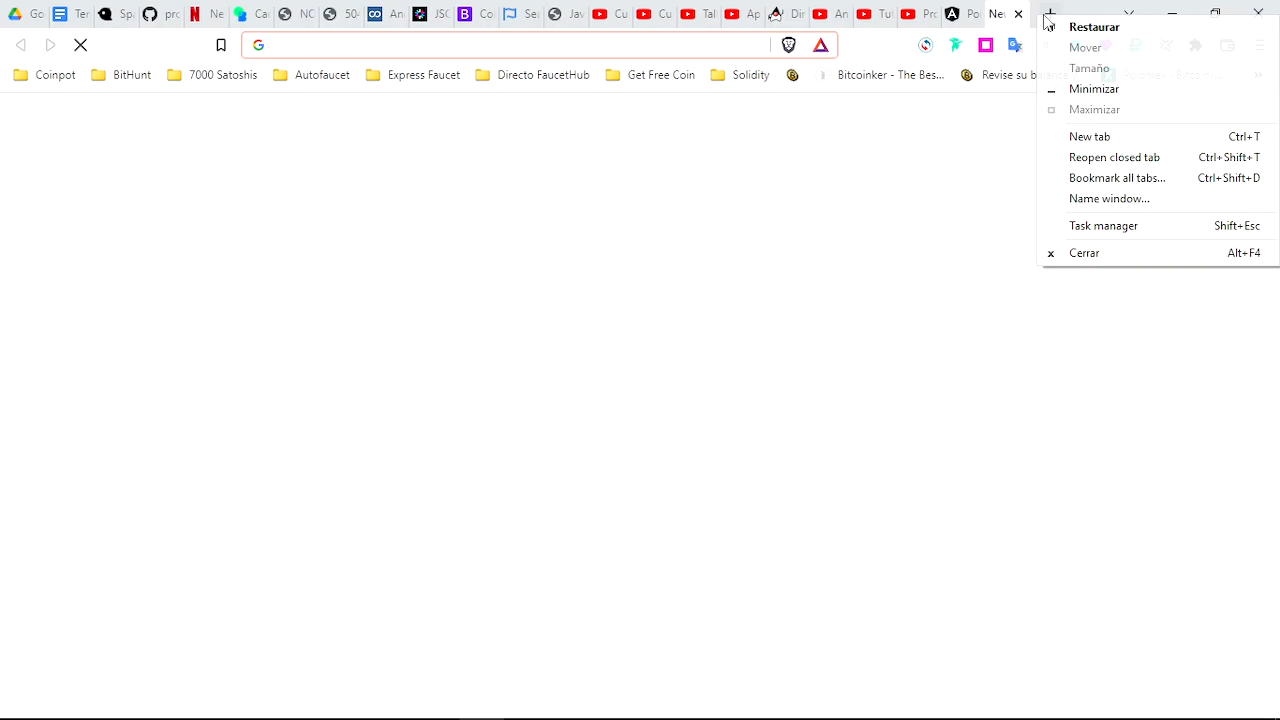 Go
Ter
Sp
pro
Ne
Ca
NC
50+
An
JSC
Co
Se
Jav
Cu
Cu
Tal
Ap
Dir
An
Tut
Pro
Po
Ne
Coinpot
BitHunt
7000 Satoshis
Autofaucet
Express Faucet
Directo FaucetHub
Get Free Coin
Solidity
Bitcoinker - The Bes...
Revise su balance
Restaurar
Mover
Tamaño
Minimizar
Maximizar
New tab Ctrl+T
Reopen closed tab Ctrl+Shift+T
Bookmark all tabs... Ctrl+Shift+D
Name window...
Task manager Shift+Esc
Cerrar Alt+F4